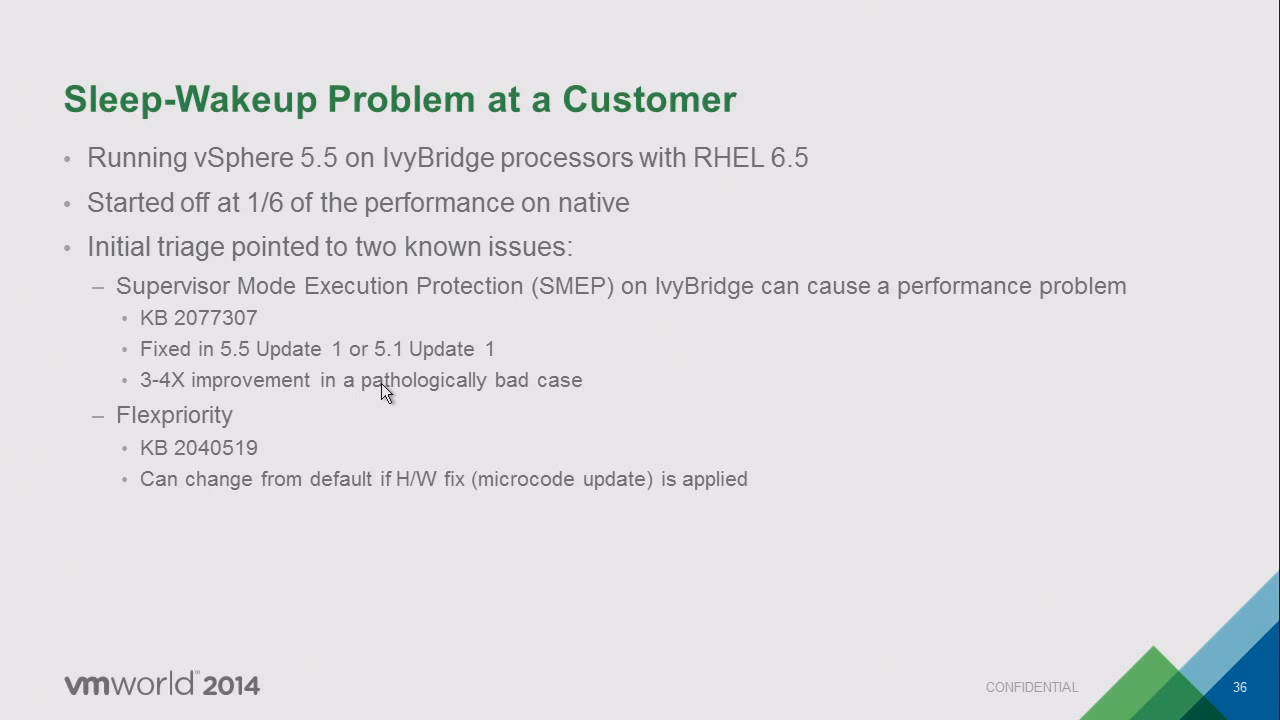 Sleep-Wakeup Problem at a Customer
• Running vSphere 5.5 on IvyBridge processors with RHEL 6.5
• Started off at 1/6 of the performance on native
• Initial triage pointed to two known issues:
– Supervisor Mode Execution Protection (SMEP) on IvyBridge can cause a performance problem
• KB 2077307
• Fixed in 5.5 Update 1 or 5.1 Update 1
• 3-4X improvement in a pathologically bad case
– Flexpriority
• KB 2040519
• Can change from default if H/W fix (microcode update) is applied
vmworld 2014
CONFIDENTIAL
36